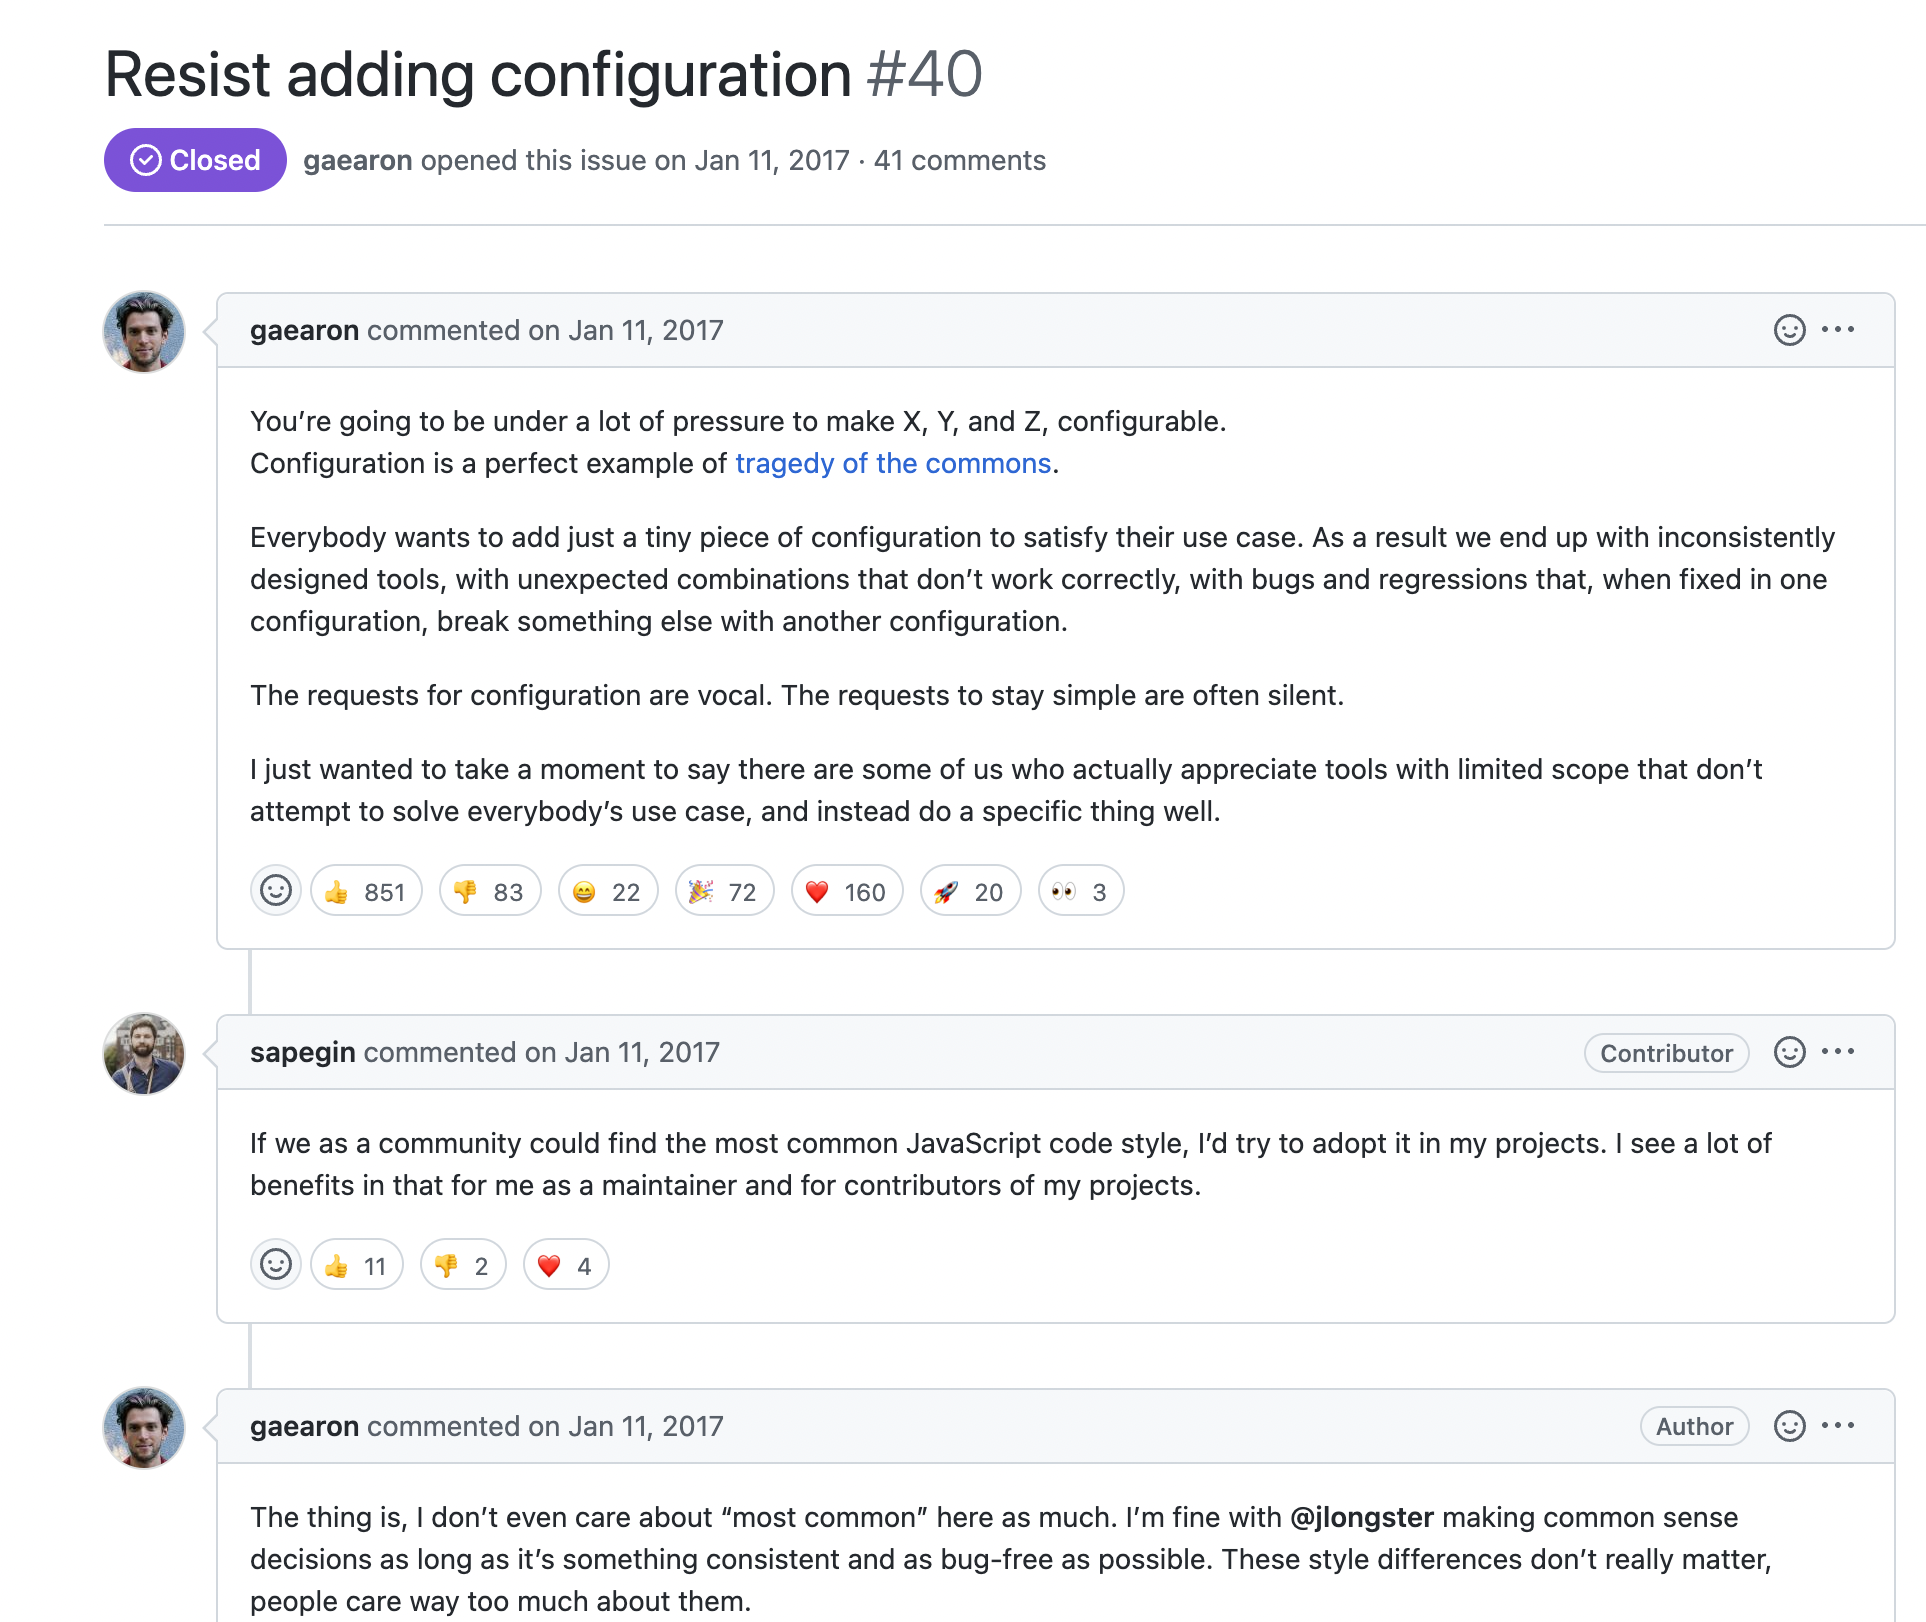 Resist adding configuration #40
Closed gaearon opened this issue on Jan 11, 2017 · 41 comments
gaearon commented on Jan 11, 2017
You’re going to be under a lot of pressure to make X, Y, and Z, configurable.
Configuration is a perfect example of tragedy of the commons.
Everybody wants to add just a tiny piece of configuration to satisfy their use case. As a result we end up with inconsistently
designed tools, with unexpected combinations that don’t work correctly, with bugs and regressions that, when fixed in one
configuration, break something else with another configuration.
The requests for configuration are vocal. The requests to stay simple are often silent.
I just wanted to take a moment to say there are some of us who actually appreciate tools with limited scope that don’t
attempt to solve everybody’s use case, and instead do a specific thing well.
👍 851 👎 83 😄 22 🎉 72 ❤️ 160 🚀 20 👀 3
sapegin commented on Jan 11, 2017 Contributor
If we as a community could find the most common JavaScript code style, I’d try to adopt it in my projects. I see a lot of
benefits in that for me as a maintainer and for contributors of my projects.
👍 11 👎 2 ❤️ 4
gaearon commented on Jan 11, 2017 Author
The thing is, I don’t even care about “most common” here as much. I’m fine with @jlongster making common sense
decisions as long as it’s something consistent and as bug-free as possible. These style differences don’t really matter,
people care way too much about them.